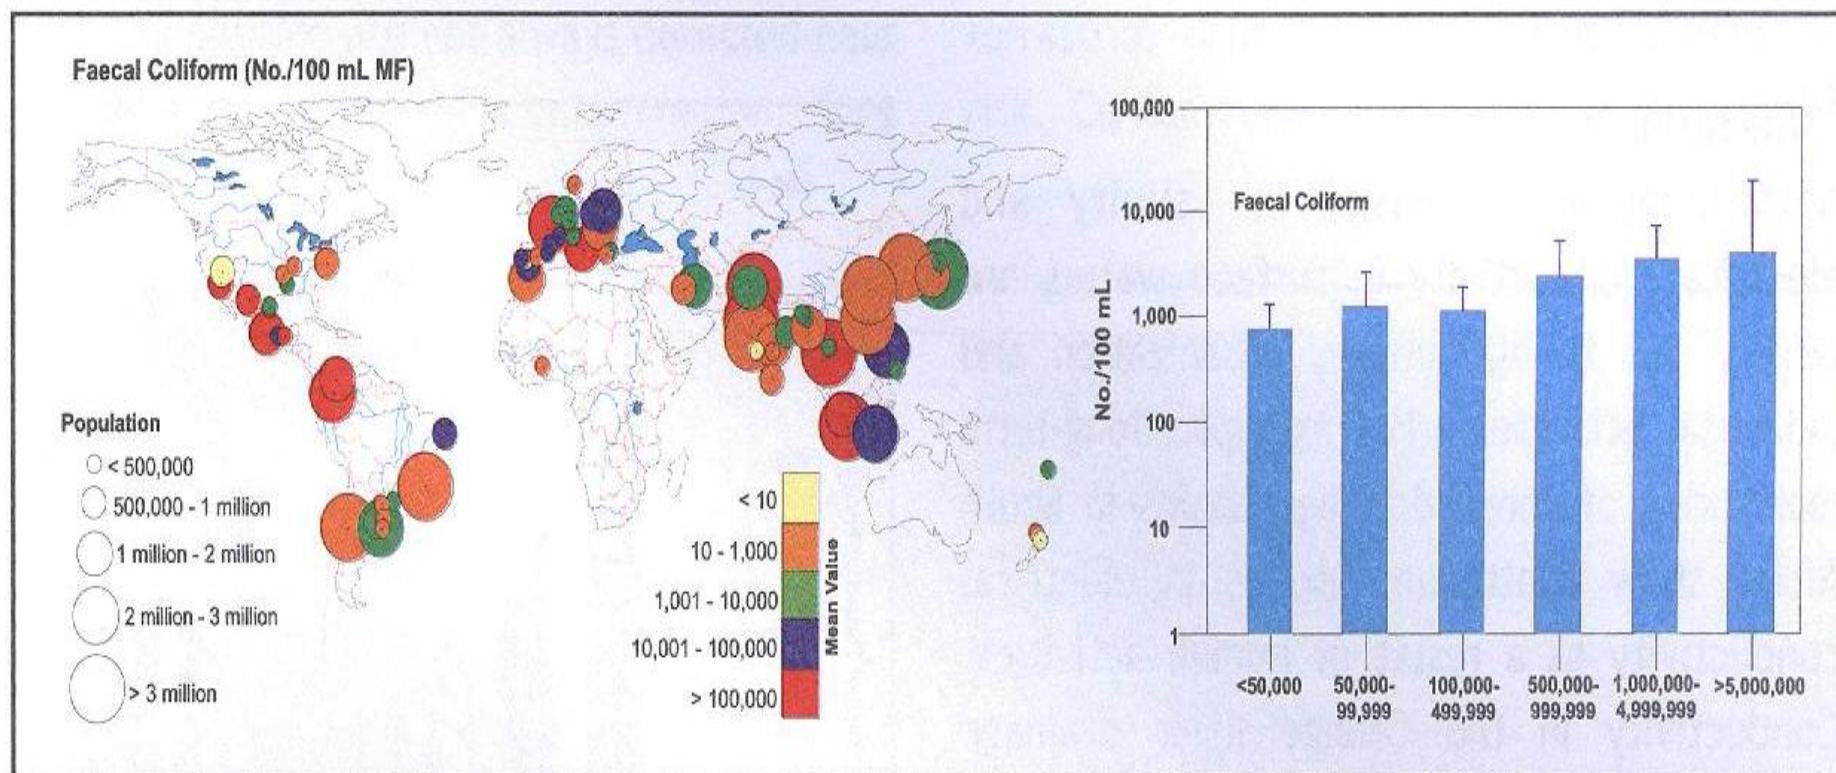 Faecal Coliform (No./100 mL MF)
Population
< 500,000
500,000 - 1 million
1 million - 2 million
2 million - 3 million
> 3 million
< 10
10 - 1,000
1,001 - 10,000
10,001 - 100,000
> 100,000
Mean Value
100,000
10,000
1,000
100
10
1
No./100 mL
Faecal Coliform
<50,000
50,000-
99,999
100,000-
499,999
500,000-
999,999
1,000,000-
4,999,999
>5,000,000